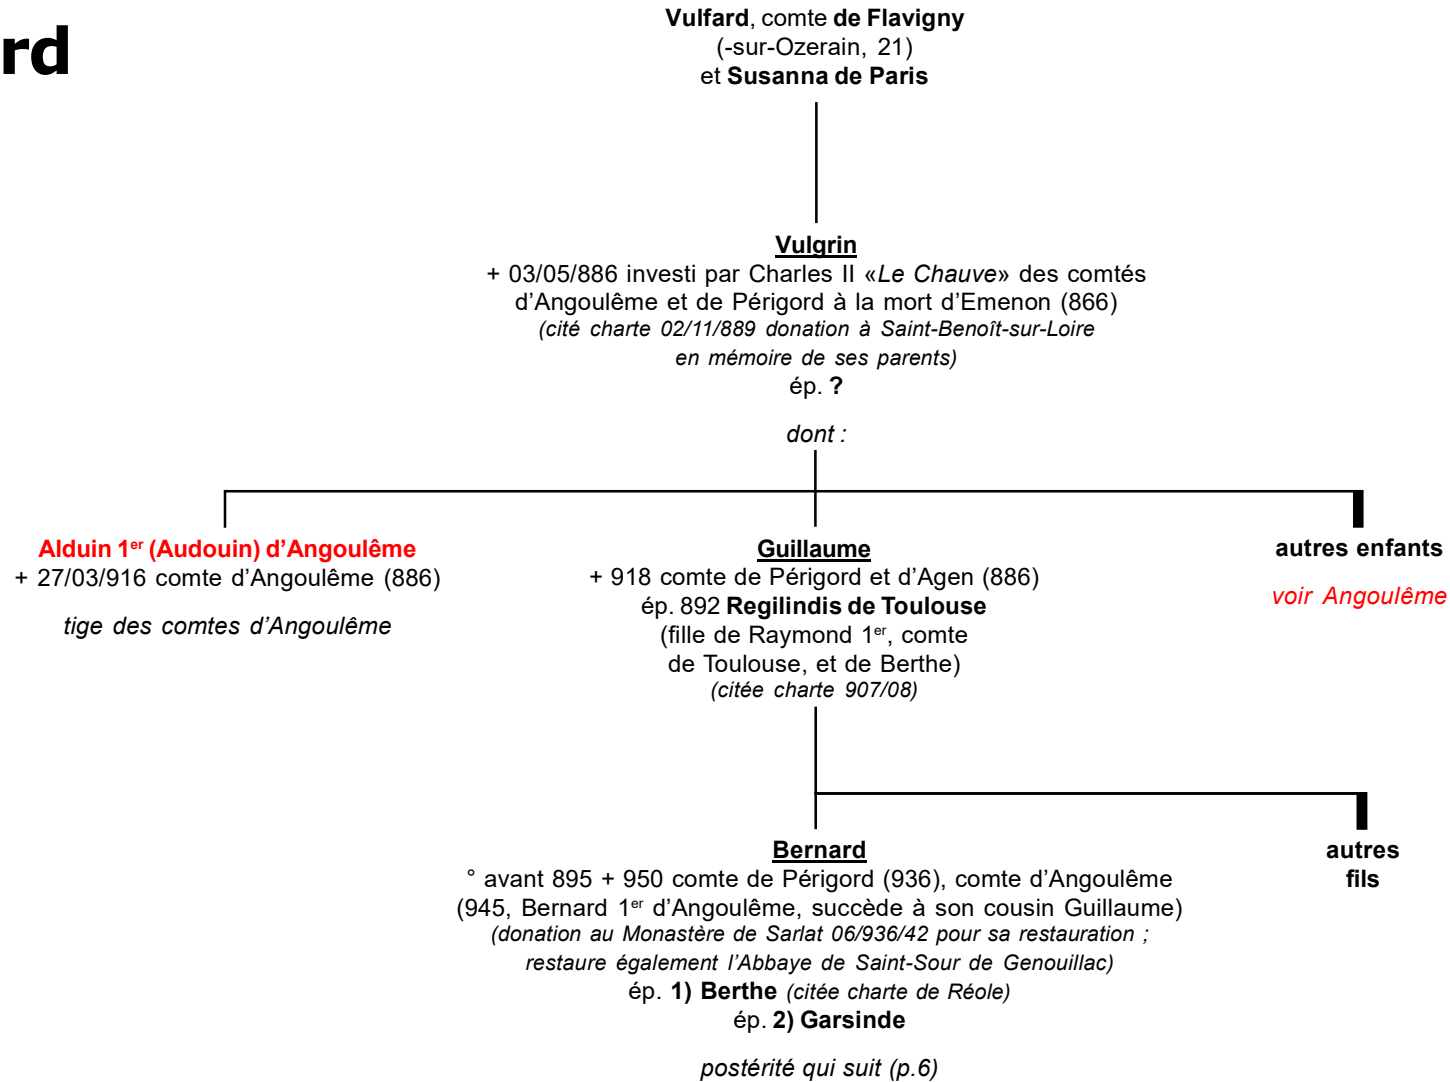 rd
Vulfard, comte de Flavigny
(-sur-Ozerain, 21)
et Susanna de Paris
Vulgrin
+ 03/05/886 investi par Charles II «Le Chauve» des comtés
d’Angoulême et de Périgord à la mort d’Emenon (866)
(cité charte 02/11/889 donation à Saint-Benoît-sur-Loire
en mémoire de ses parents)
ép. ?
dont :
Alduin 1er (Audouin) d’Angoulême
+ 27/03/916 comte d’Angoulême (886)
tige des comtes d’Angoulême
Guillaume
+ 918 comte de Périgord et d’Agen (886)
ép. 892 Regilindis de Toulouse
(fille de Raymond 1er, comte
de Toulouse, et de Berthe)
(citée charte 907/08)
autres enfants
voir Angoulême
Bernard
° avant 895 + 950 comte de Périgord (936), comte d’Angoulême
(945, Bernard 1er d’Angoulême, succède à son cousin Guillaume)
(donation au Monastère de Sarlat 06/936/42 pour sa restauration ;
restaure également l’Abbaye de Saint-Sour de Genouillac)
ép. 1) Berthe (citée charte de Réole)
ép. 2) Garsinde
postérité qui suit (p.6)
autres
fils